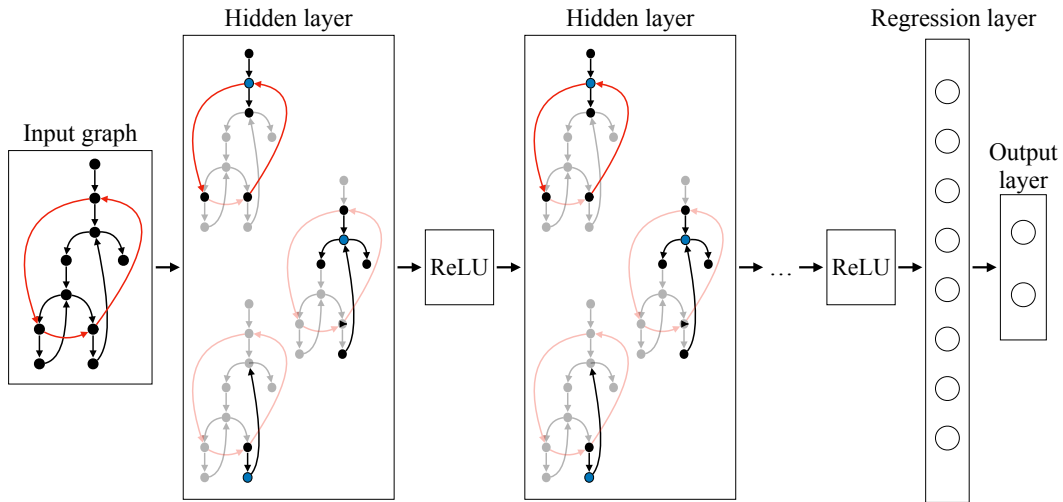 Hidden layer
Hidden layer
Regression layer
Input graph
Output
layer
ReLU
...
ReLU